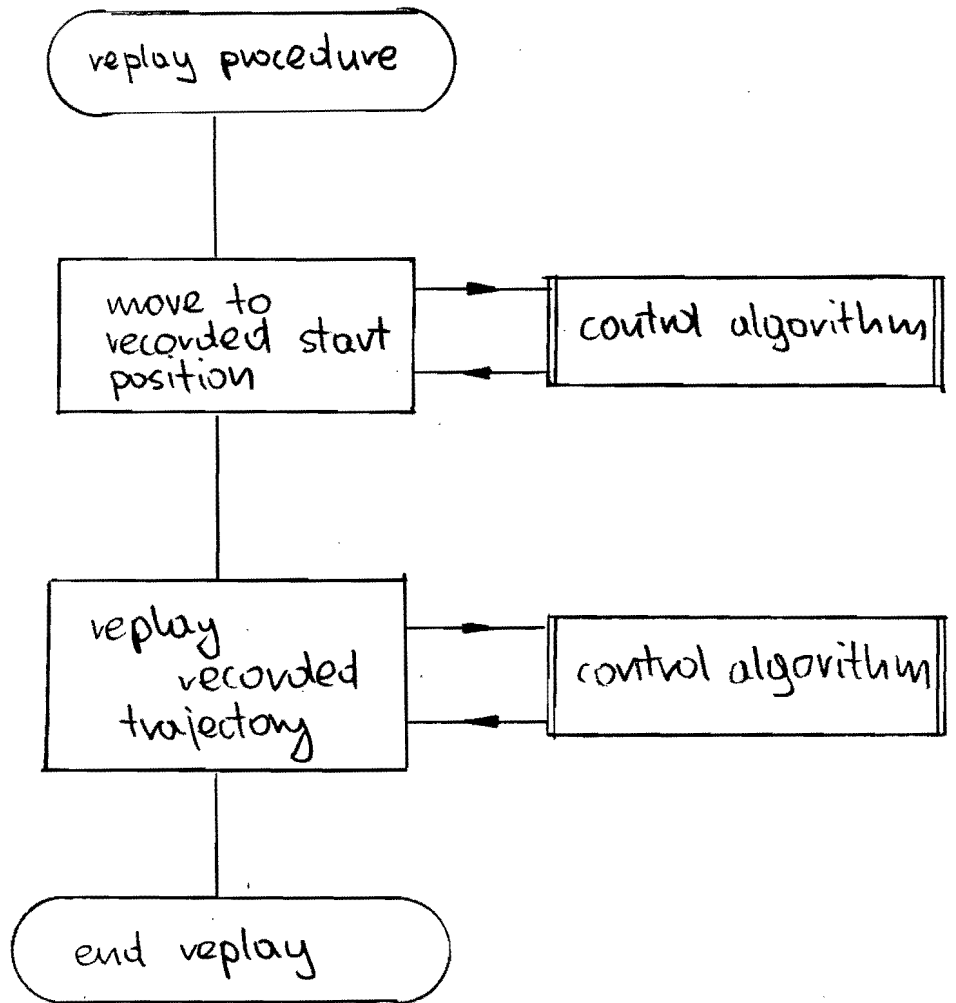 replay procedure
move to
recorded start
position
control algorithm
replay
recorded
trajectory
control algorithm
end replay